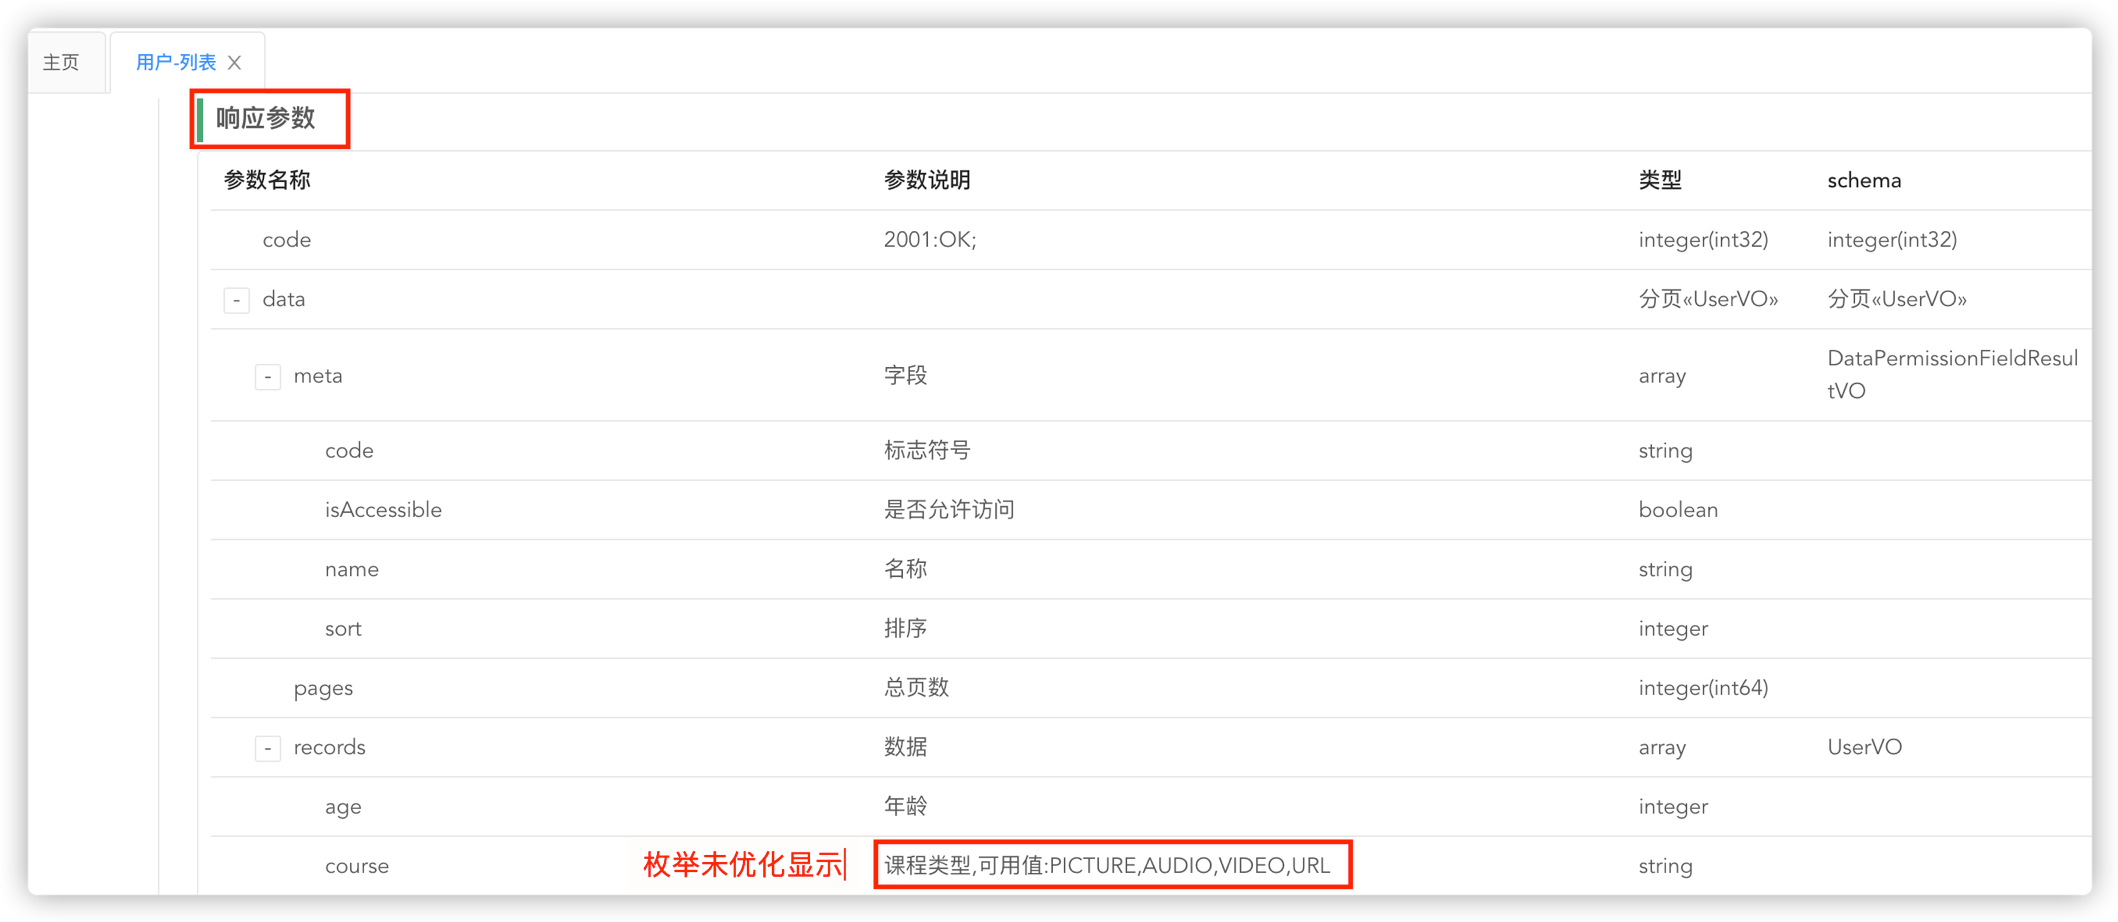 主页
用户-列表
响应参数
参数名称 参数说明 类型 schema
code 2001:OK; integer(int32) integer(int32)
- data 分页«UserVO» 分页«UserVO»
- meta 字段 array DataPermissionFieldResul
tVO
code 标志符号 string
isAccessible 是否允许访问 boolean
name 名称 string
sort 排序 integer
pages 总页数 integer(int64)
- records 数据 array UserVO
age 年龄 integer
course 枚举未优化显示 课程类型,可用值:PICTURE,AUDIO,VIDEO,URL string